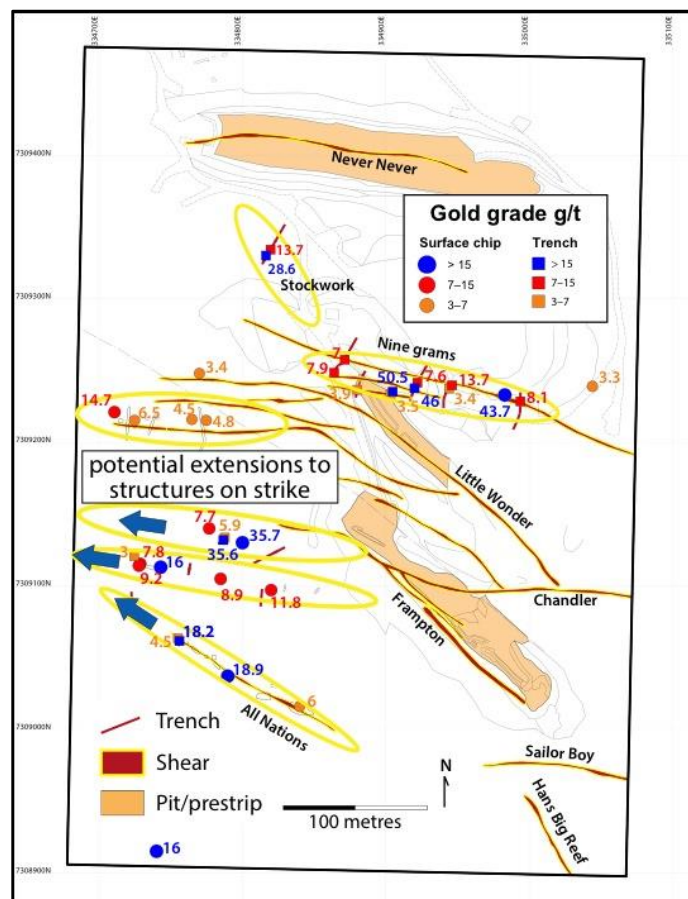 334700E
334800E
334900E
335000E
335100E
7309400N
Never Never
Gold grade g/t
Surface chip
Trench
> 15
> 15
7–15
7–15
3–7
3–7
13.7
28.6
Stockwork
7309300N
Nine grams
7
7.9
3.9
50.5
7.6
46
3.5
13.7
3.4
43.7
8.1
3.3
3.4
14.7
6.5
4.5
4.8
7309200N
potential extensions to
structures on strike
Little Wonder
7.7
5.9
35.7
35.6
3
7.8
9.2
16
8.9
11.8
7309100N
Chandler
Frampton
18.2
4.5
18.9
6
All Nations
7309000N
Trench
Shear
Pit/prestrip
N
100 metres
Sailor Boy
Hans Big Reef
16
7308900N